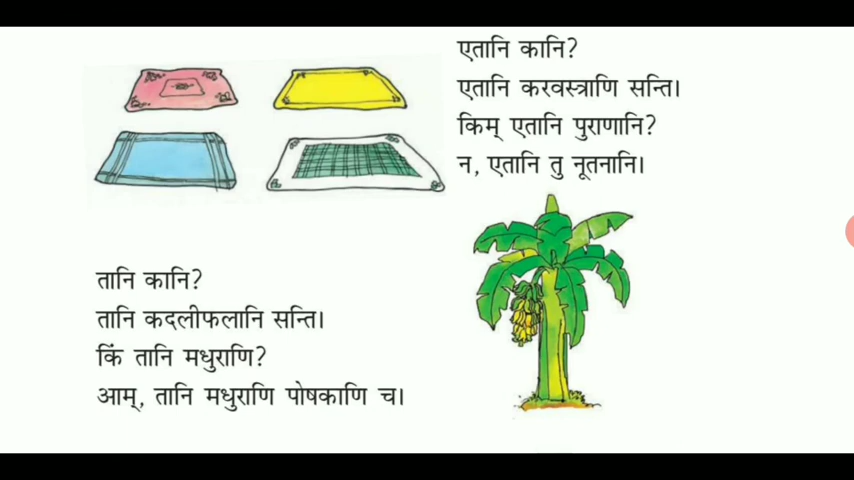 एतानि कानि?
एतानि करवस्त्राणि सन्ति।
किम् एतानि पुराणानि?
न, एतानि तु नूतनानि।
तानि कानि?
तानि कदलीफलानि सन्ति।
किं तानि मधुराणि?
आम्, तानि मधुराणि पोषकाणि च।